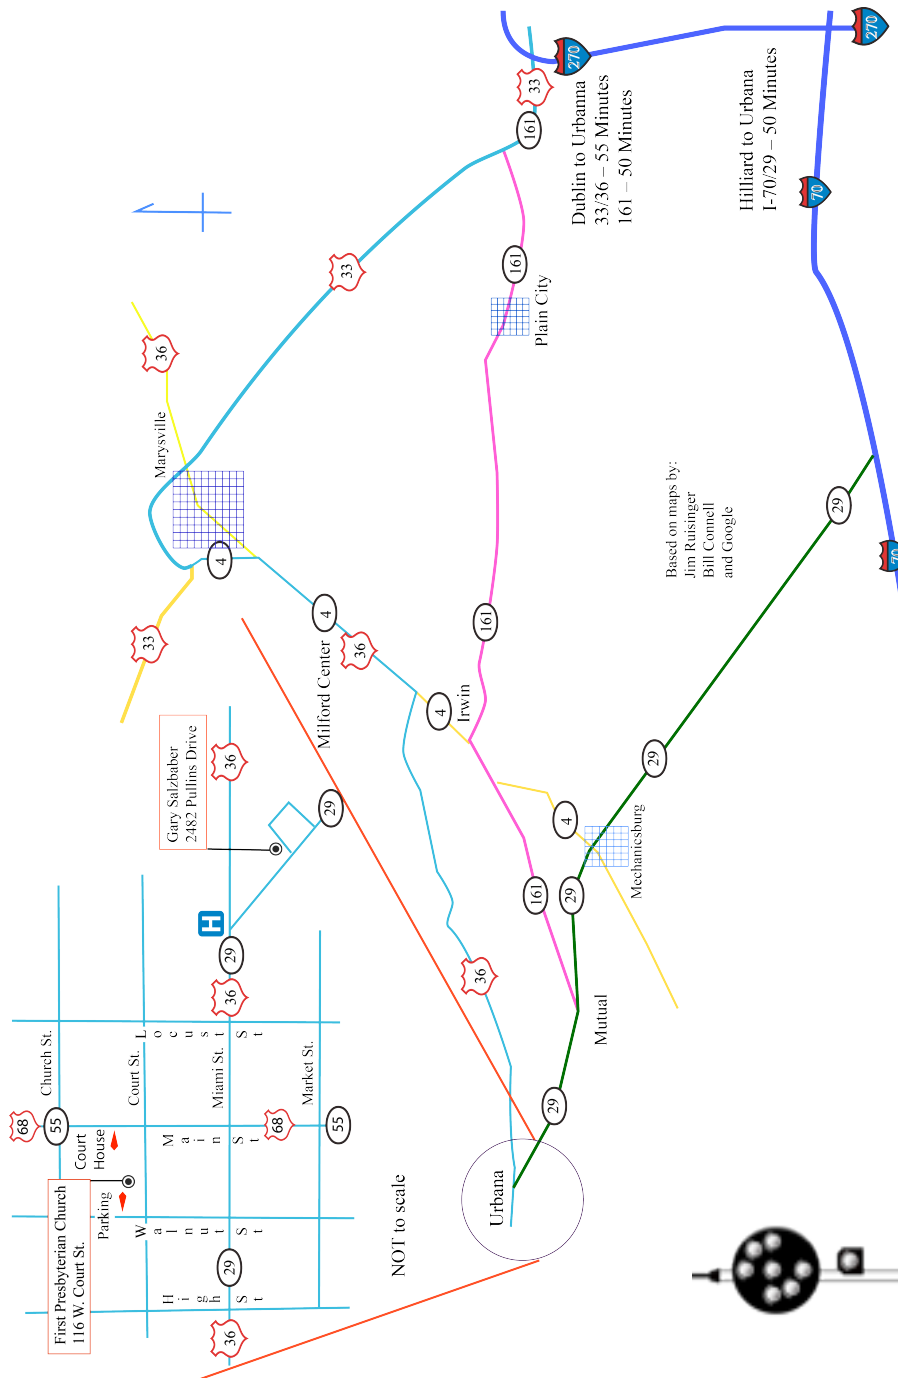 First Presbyterian Church
116 W. Court St.
Parking
Court
House
Church St.
Court St.
Miami St.
Market St.
High St
Walnut St
Main St
Locust St
68
55
68
55
36
29
36
29
H
36
29
Gary Salzbaber
2482 Pullins Drive
NOT to scale
Urbana
29
36
Mutual
161
29
Mechanicsburg
4
29
29
Irwin
4
Milford Center
36
4
33
4
Marysville
36
33
161
Plain City
161
161
33
270
Dublin to Urbanna
33/36 – 55 Minutes
161 – 50 Minutes
Hilliard to Urbana
I-70/29 – 50 Minutes
270
70
70
Based on maps by:
Jim Ruisinger
Bill Connell
and Google